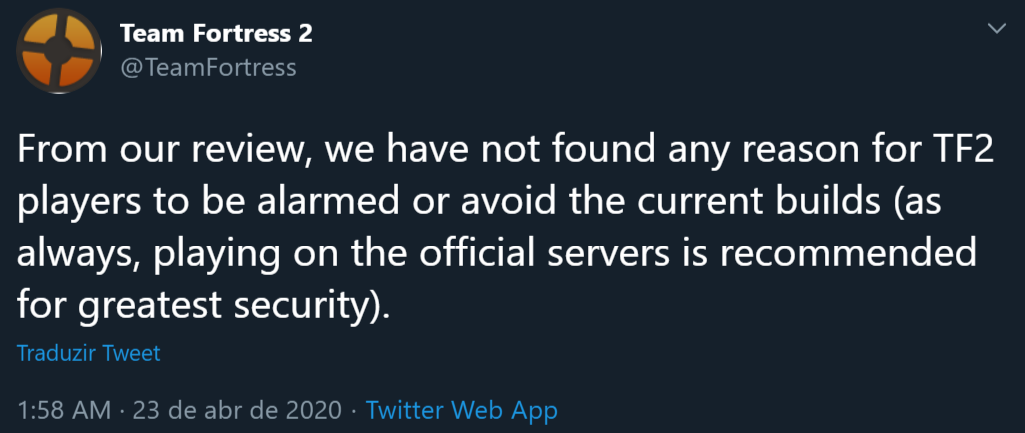 Team Fortress 2
@TeamFortress
From our review, we have not found any reason for TF2
players to be alarmed or avoid the current builds (as
always, playing on the official servers is recommended
for greatest security).
Traduzir Tweet
1:58 AM · 23 de abr de 2020 · Twitter Web App